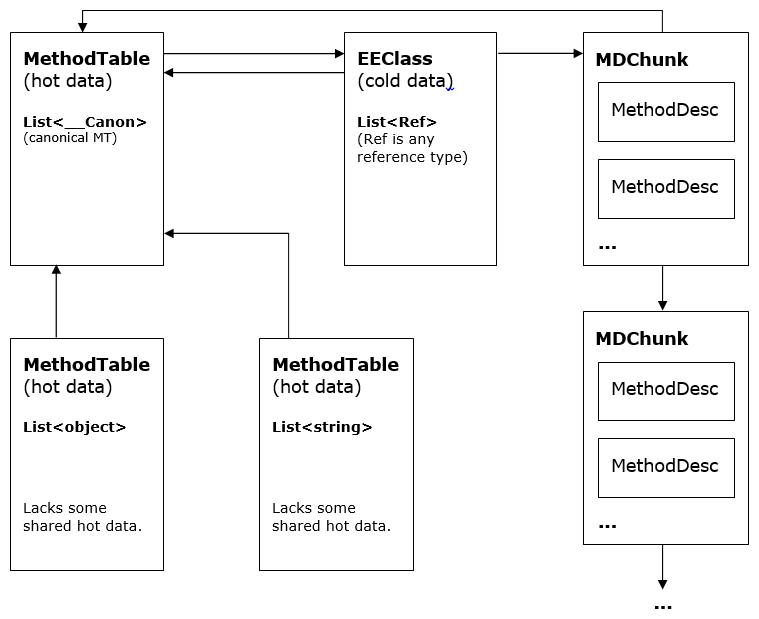 MethodTable
(hot data)
List<__Canon>
(canonical MT)
EEClass
(cold data)
List<Ref>
(Ref is any
reference type)
MDChunk
MethodDesc
MethodDesc
...
MethodTable
(hot data)
List<object>
Lacks some
shared hot data.
MethodTable
(hot data)
List<string>
Lacks some
shared hot data.
MDChunk
MethodDesc
MethodDesc
...
...